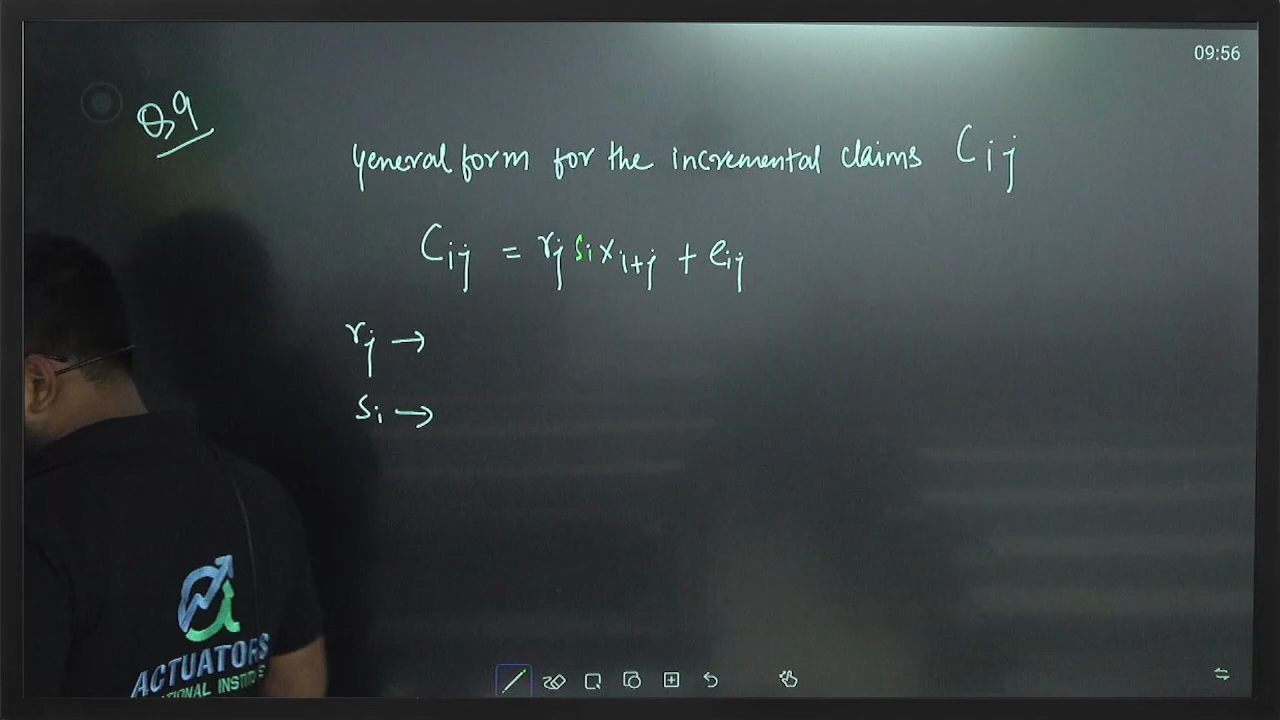 09:56
Q9
General form for the incremental claims Cij
Cij = rj si xi+j + eij
rj →
si →
ACTUATORS